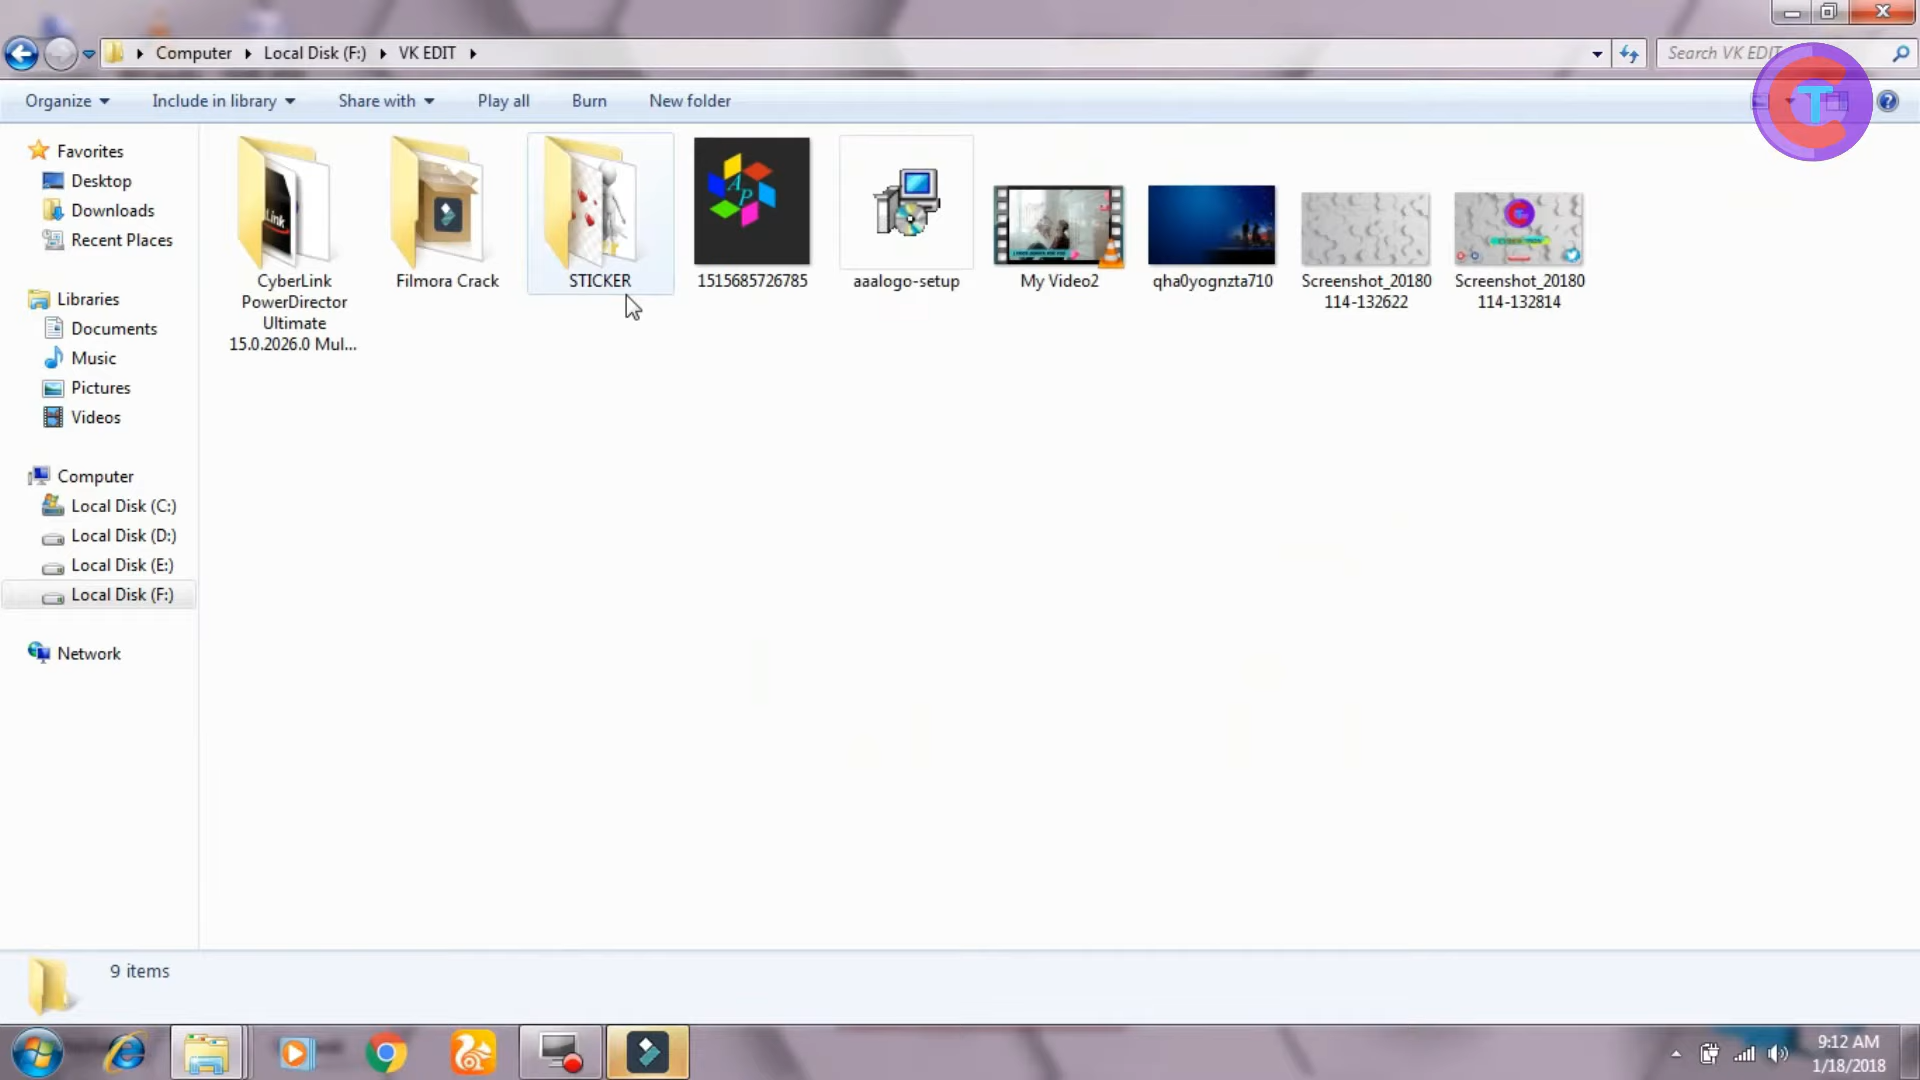 Computer
Local Disk (F:)
VK EDIT
Search VK EDIT
Organize
Include in library
Share with
Play all
Burn
New folder
Favorites
Desktop
Downloads
Recent Places
Libraries
Documents
Music
Pictures
Videos
Computer
Local Disk (C:)
Local Disk (D:)
Local Disk (E:)
Local Disk (F:)
Network
CyberLink
PowerDirector
Ultimate
15.0.2026.0 Mul...
Filmora Crack
STICKER
1515685726785
aaalogo-setup
My Video2
qha0yognzta710
Screenshot_20180
114-132622
Screenshot_20180
114-132814
AP
Link
9 items
9:12 AM
1/18/2018